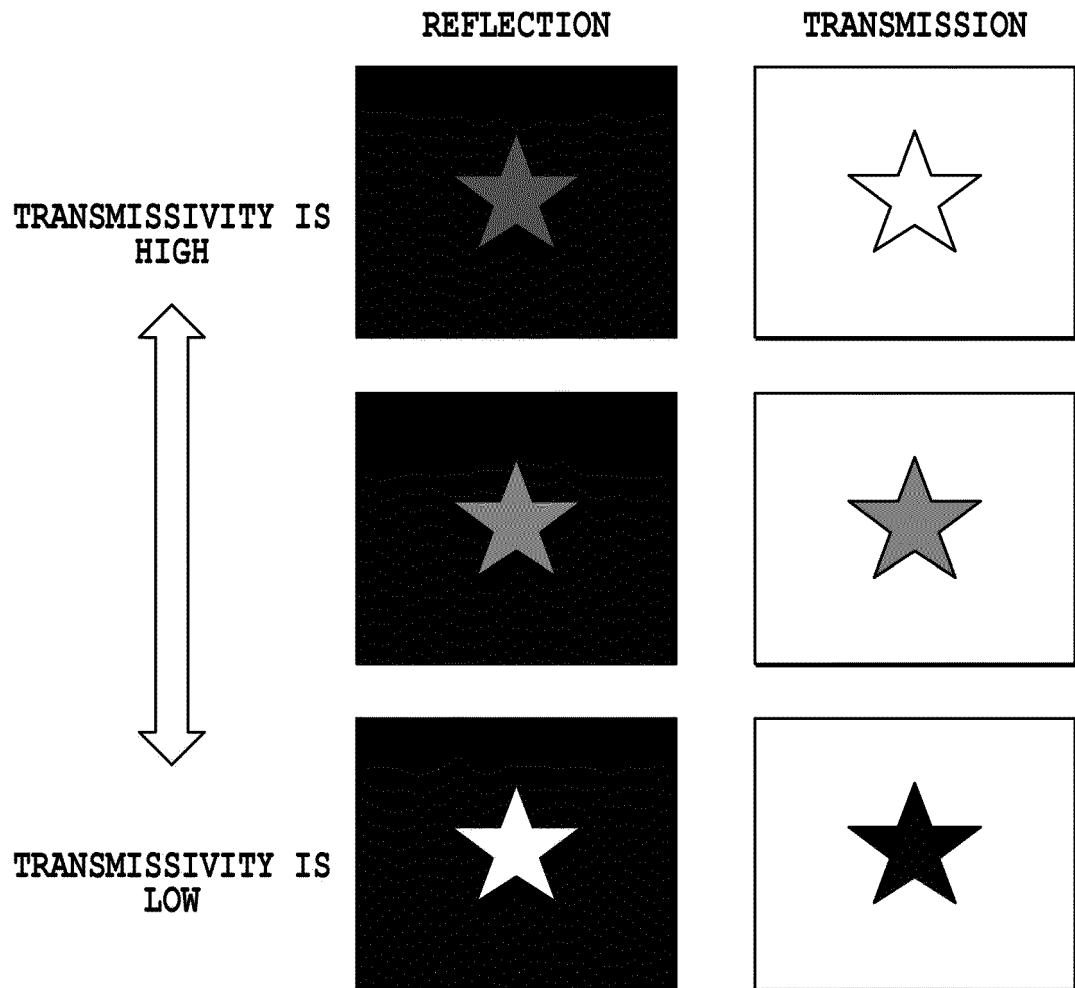 REFLECTION
TRANSMISSION
TRANSMISSIVITY IS
HIGH
TRANSMISSIVITY IS
LOW